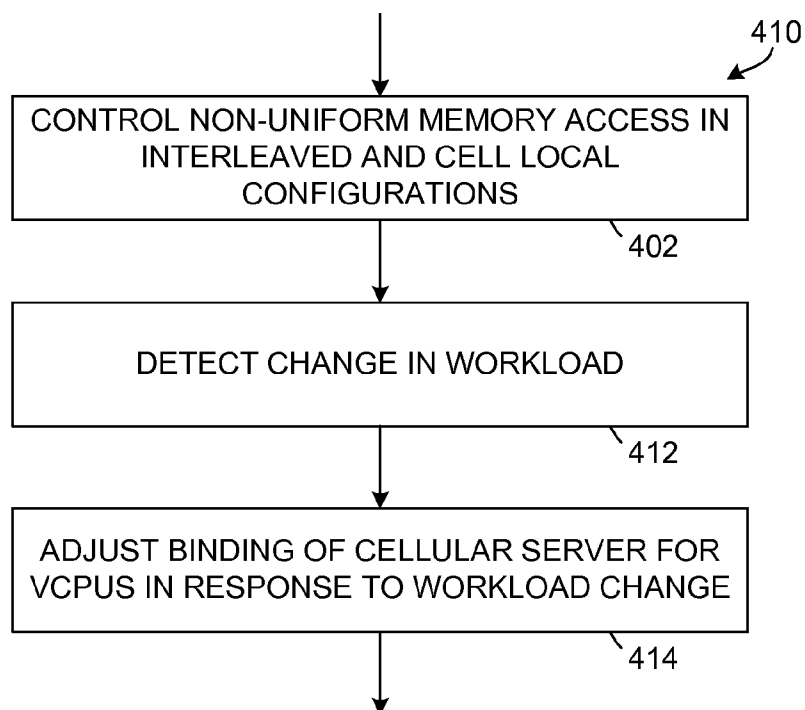 410
CONTROL NON-UNIFORM MEMORY ACCESS IN
INTERLEAVED AND CELL LOCAL
CONFIGURATIONS
402
DETECT CHANGE IN WORKLOAD
412
ADJUST BINDING OF CELLULAR SERVER FOR
VCPUS IN RESPONSE TO WORKLOAD CHANGE
414